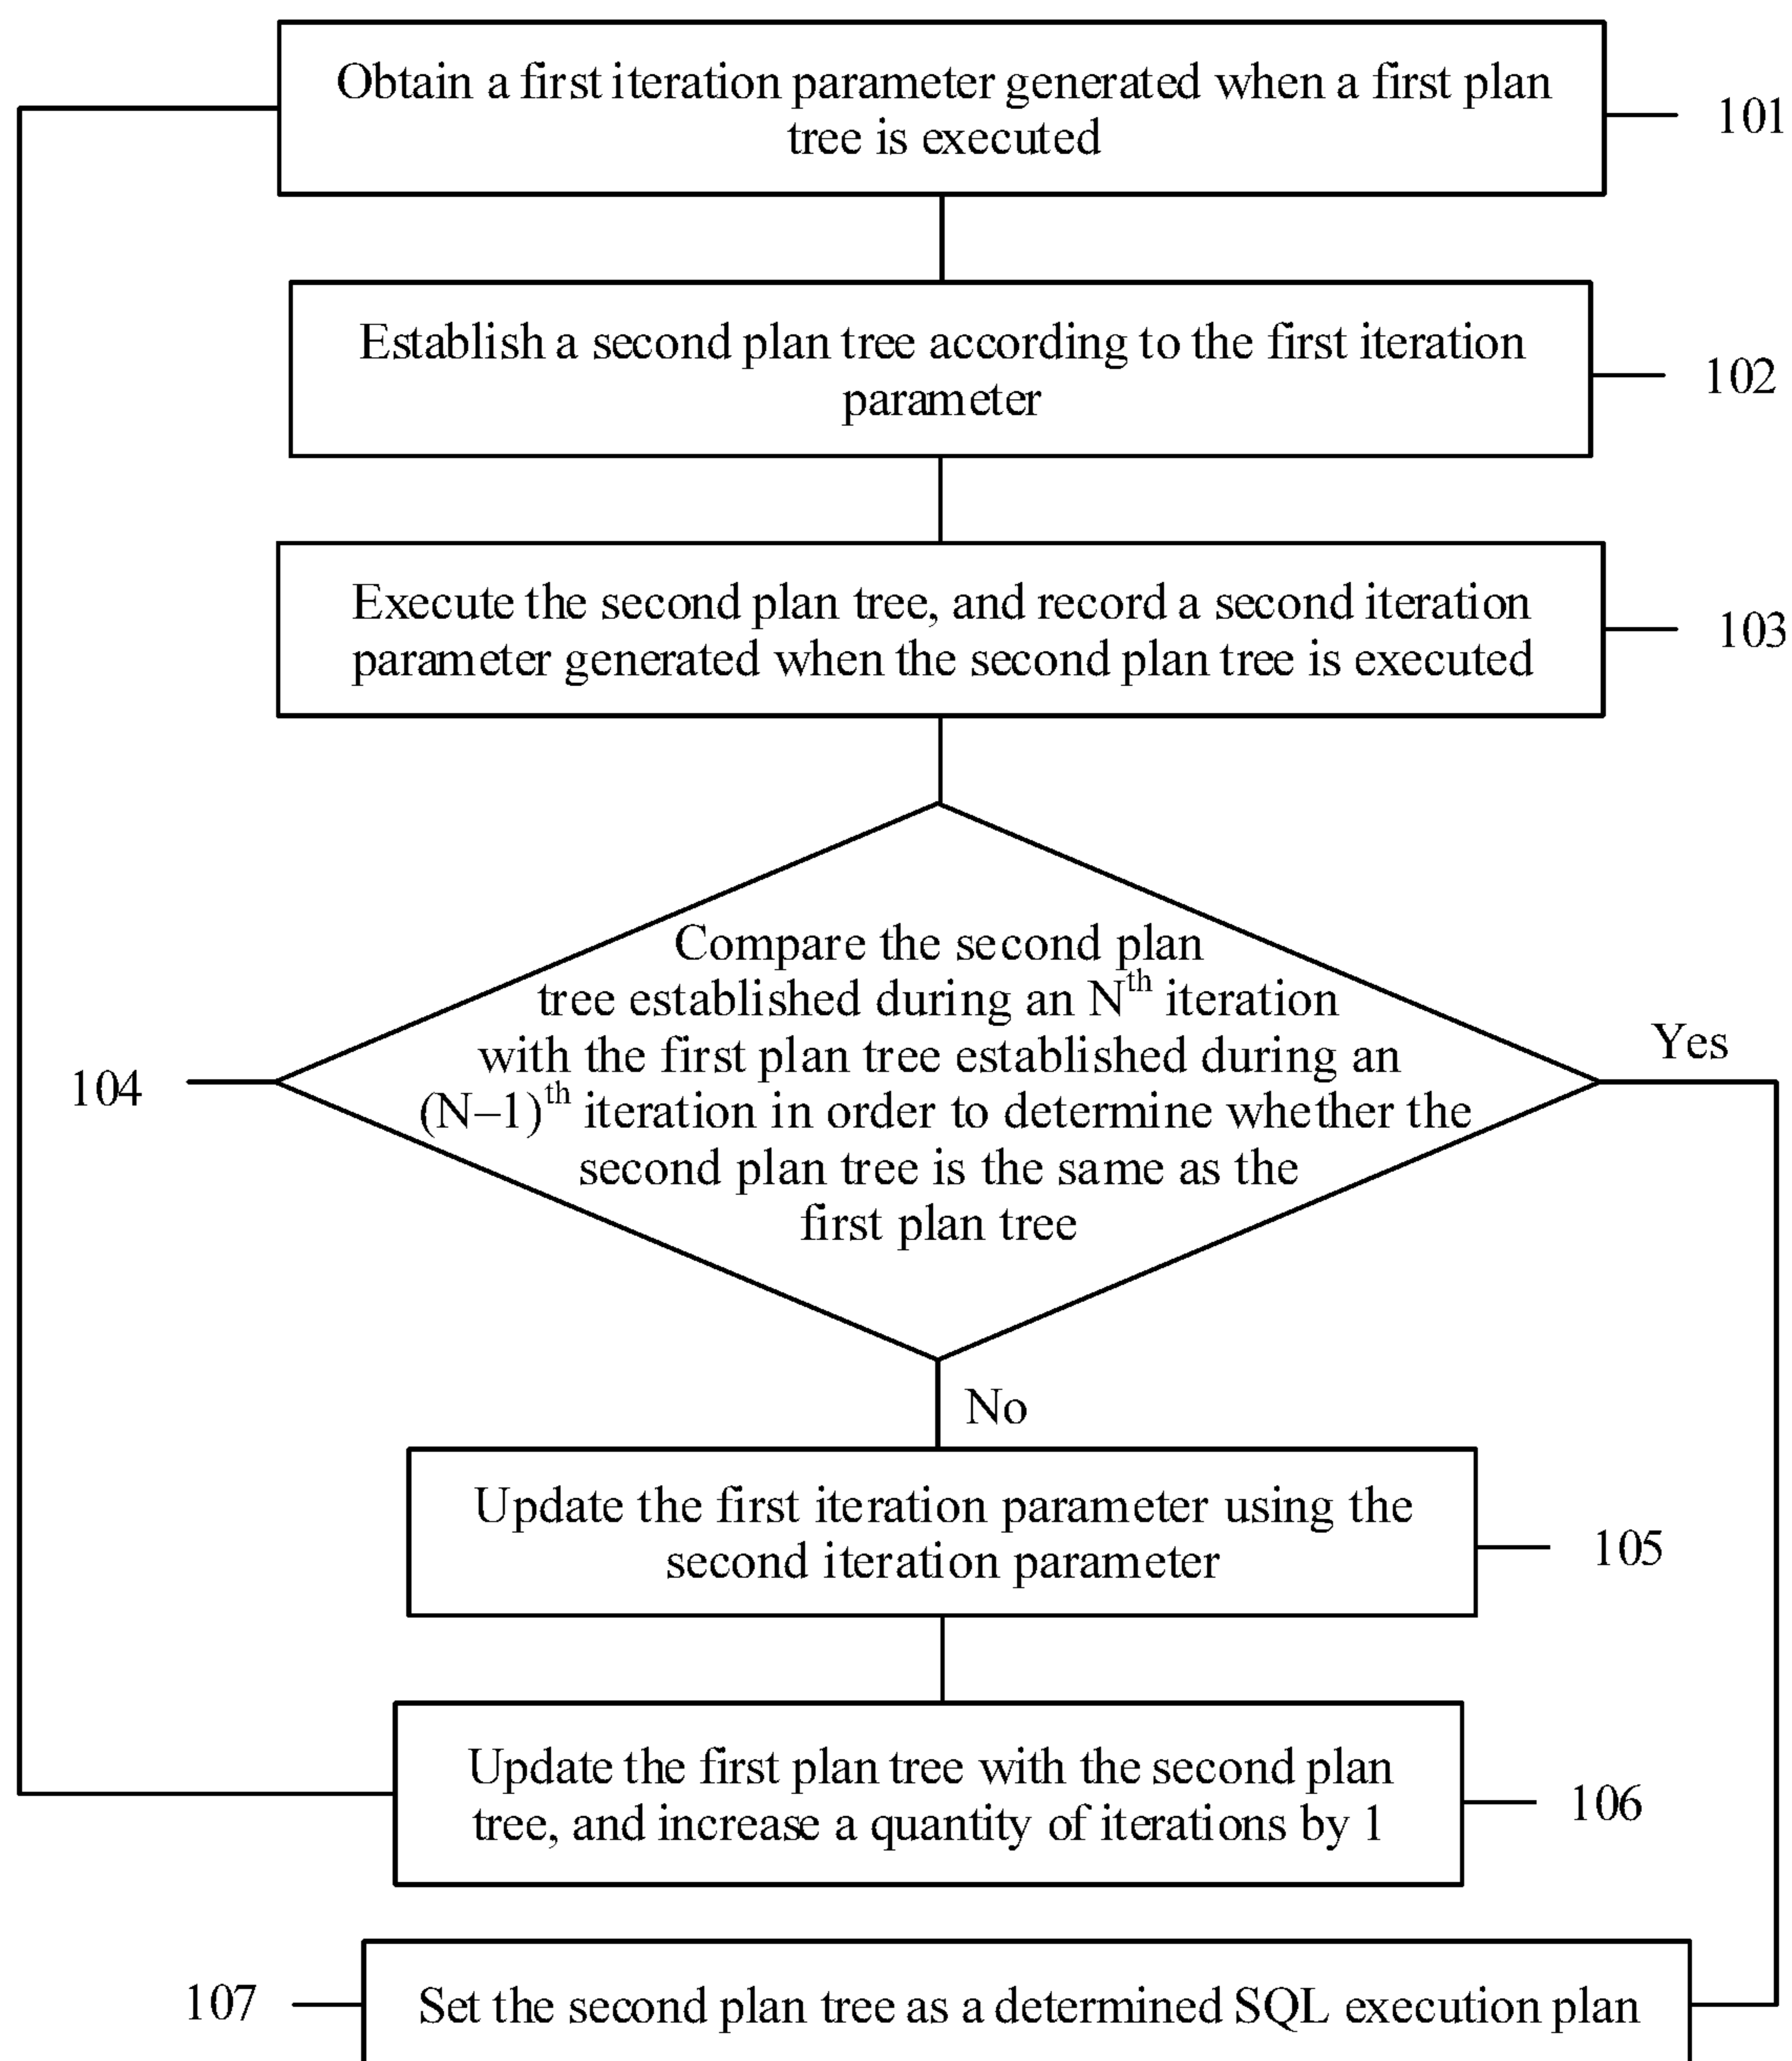 Obtain a first iteration parameter generated when a first plan
tree is executed
101
Establish a second plan tree according to the first iteration
parameter
102
Execute the second plan tree, and record a second iteration
parameter generated when the second plan tree is executed
103
Compare the second plan
tree established during an Nth iteration
with the first plan tree established during an
(N–1)th iteration in order to determine whether the
second plan tree is the same as the
first plan tree
104
Yes
No
Update the first iteration parameter using the
second iteration parameter
105
Update the first plan tree with the second plan
tree, and increase a quantity of iterations by 1
106
107
Set the second plan tree as a determined SQL execution plan